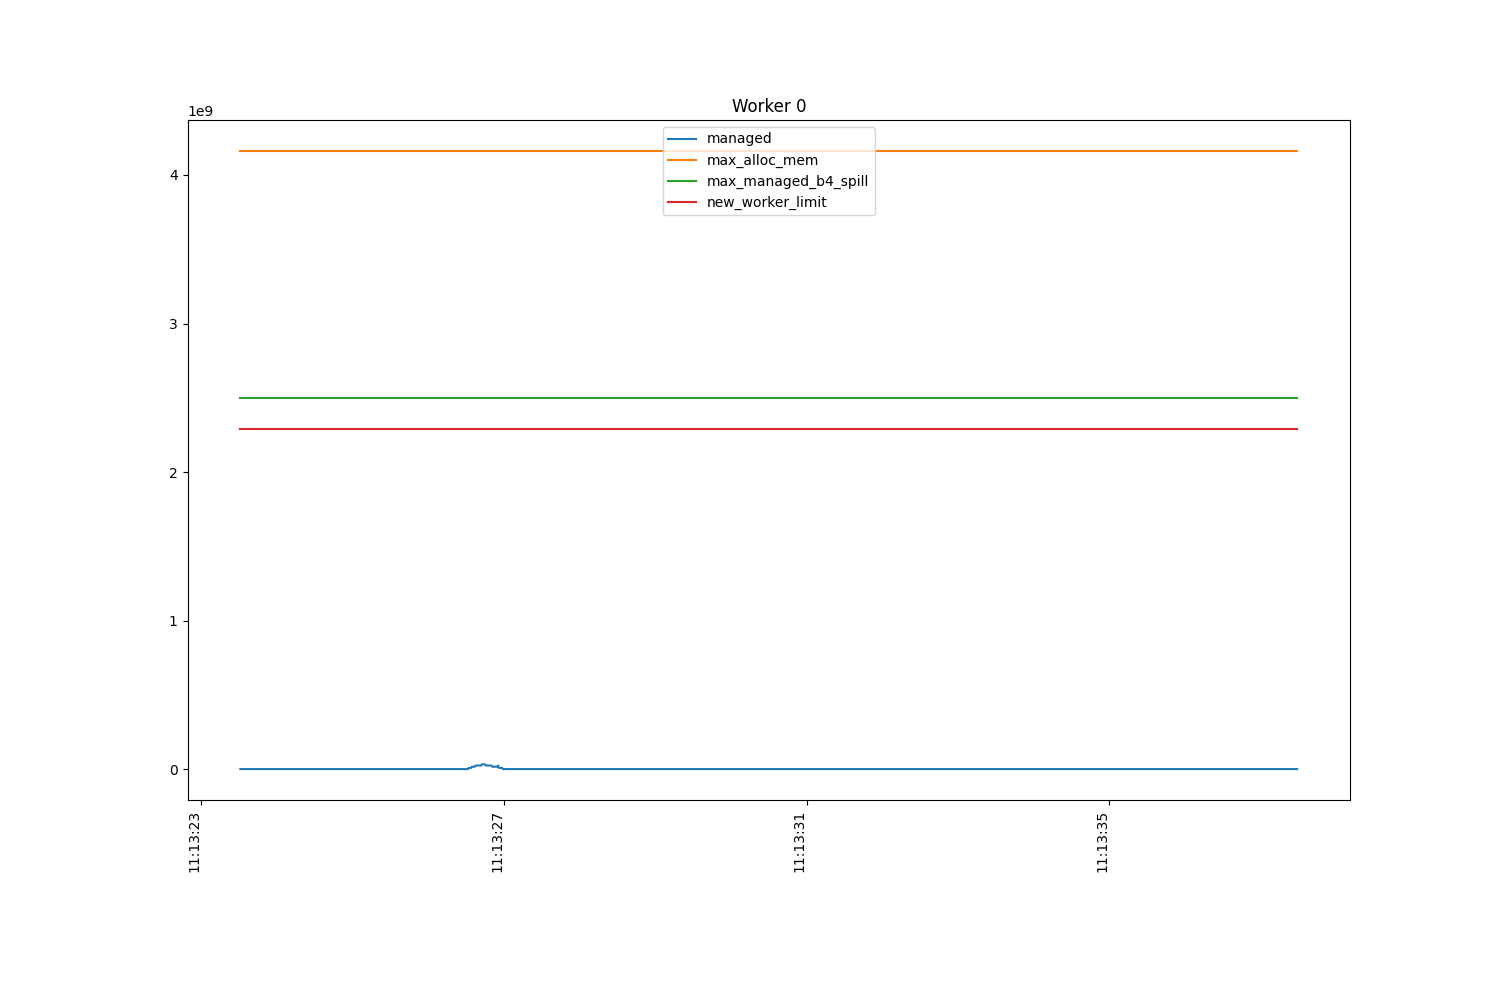 Worker 0
1e9
managed
max_alloc_mem
max_managed_b4_spill
new_worker_limit
4
3
2
1
0
11:13:23
11:13:27
11:13:31
11:13:35